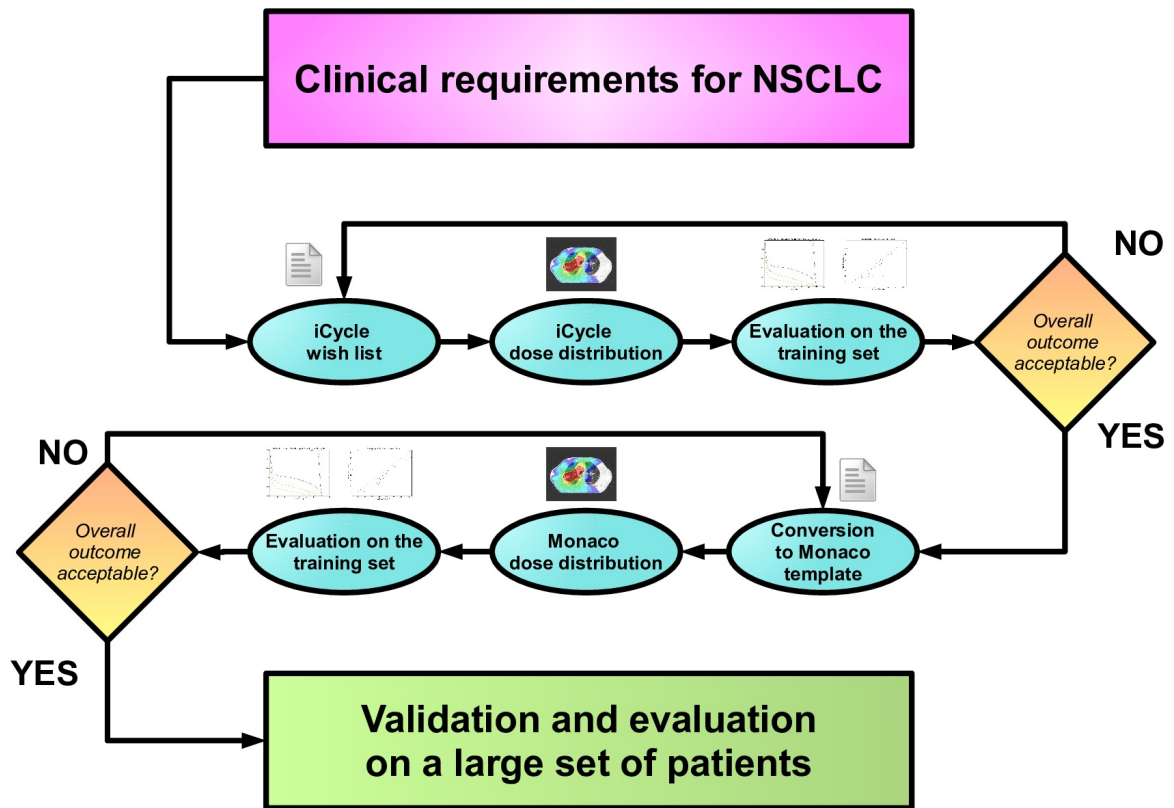 Clinical requirements for NSCLC
NO
iCycle
wish list
iCycle
dose distribution
Evaluation on the
training set
Overall
outcome
acceptable?
YES
NO
Overall
outcome
acceptable?
Evaluation on the
training set
Monaco
dose distribution
Conversion
to Monaco
template
YES
Validation and evaluation
on a large set of patients